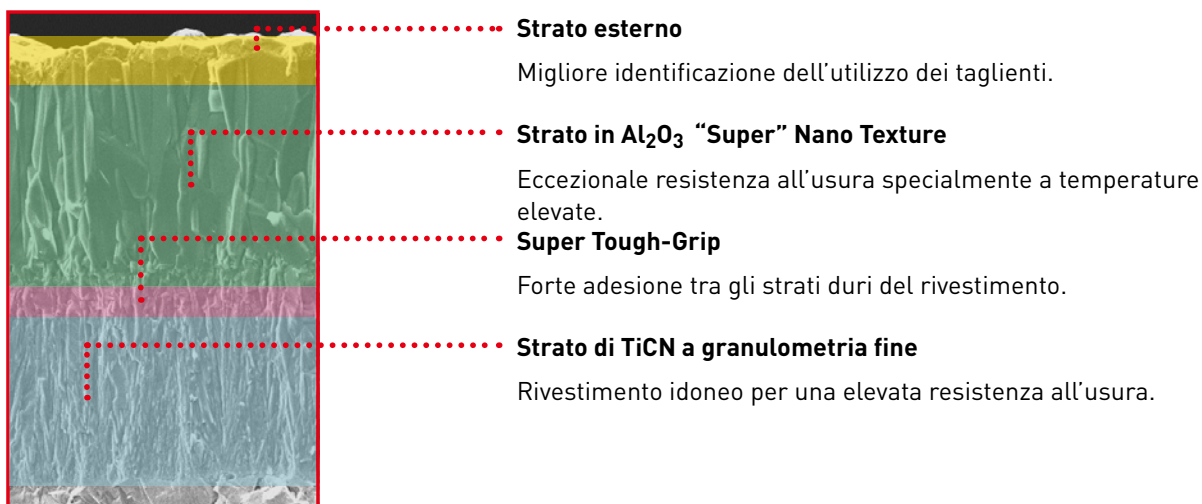 Strato esterno
Migliore identificazione dell’utilizzo dei taglienti.
Strato in Al₂O₃ “Super” Nano Texture
Eccezionale resistenza all’usura specialmente a temperature
elevate.
Super Tough-Grip
Forte adesione tra gli strati duri del rivestimento.
Strato di TiCN a granulometria fine
Rivestimento idoneo per una elevata resistenza all’usura.